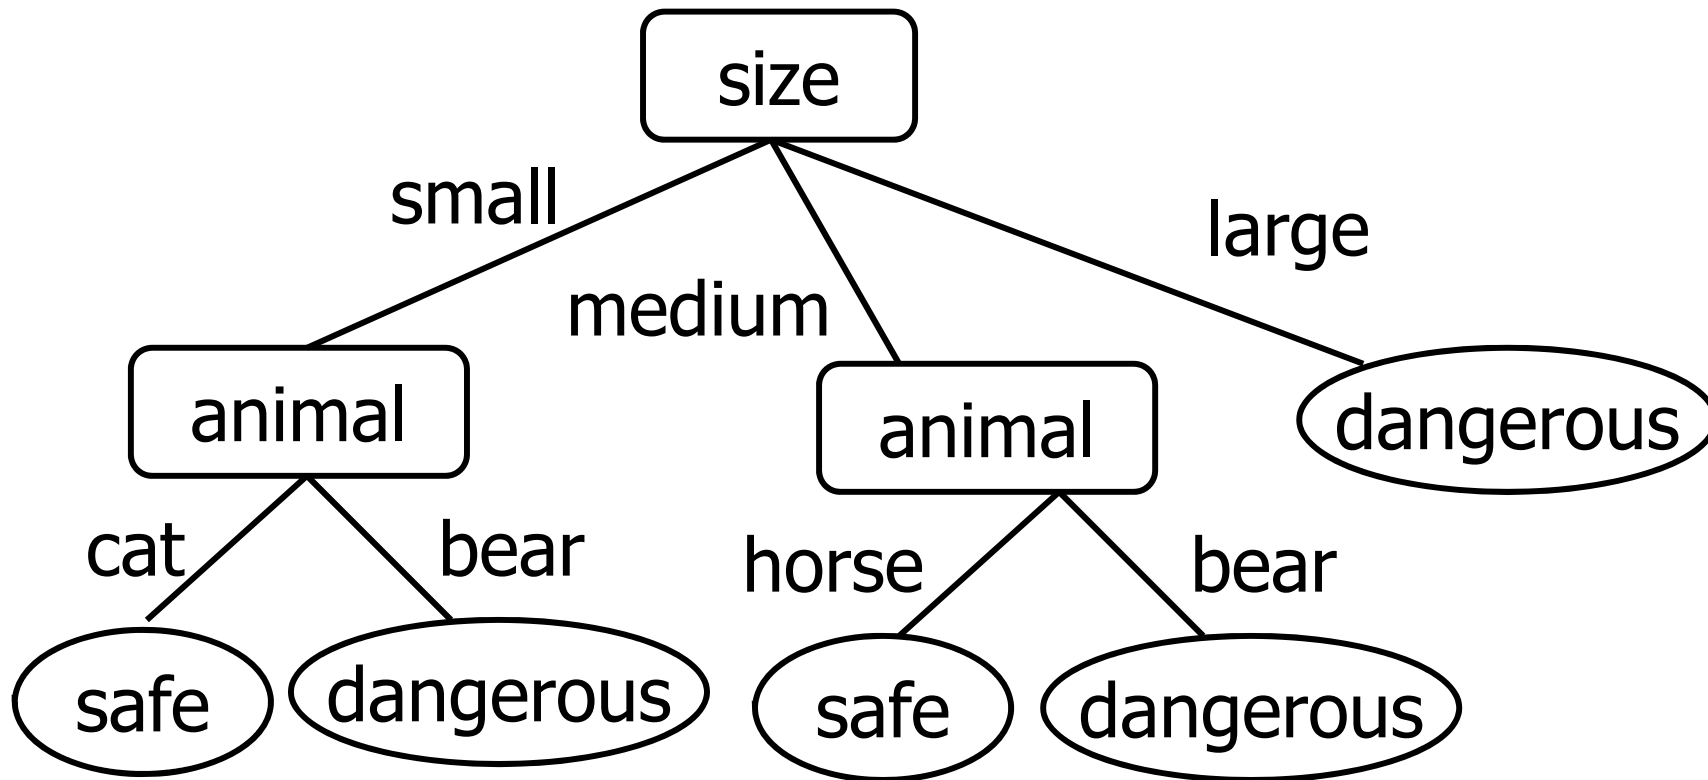 size
small
medium
large
animal
animal
dangerous
cat
bear
horse
bear
safe
dangerous
safe
dangerous